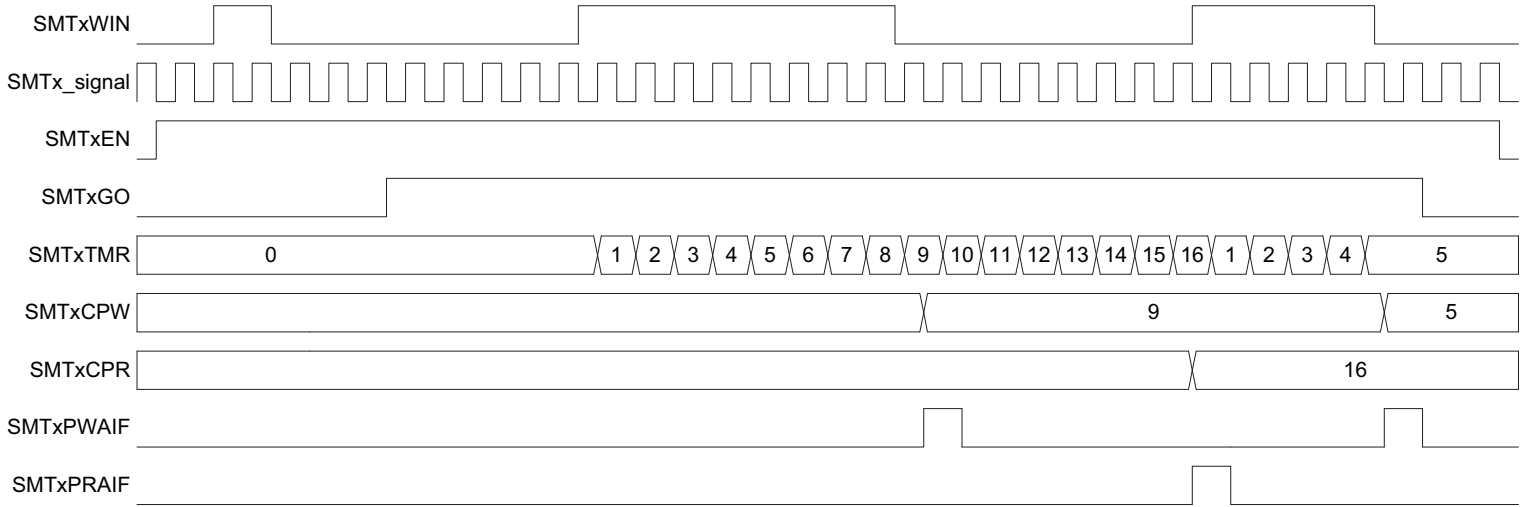 SMTxWIN
SMTx_signal
SMTxEN
SMTxGO
SMTxTMR 0 1 2 3 4 5 6 7 8 9 10 11 12 13 14 15 16 1 2 3 4 5
SMTxCPW 9 5
SMTxCPR 16
SMTxPWAIF
SMTxPRAIF